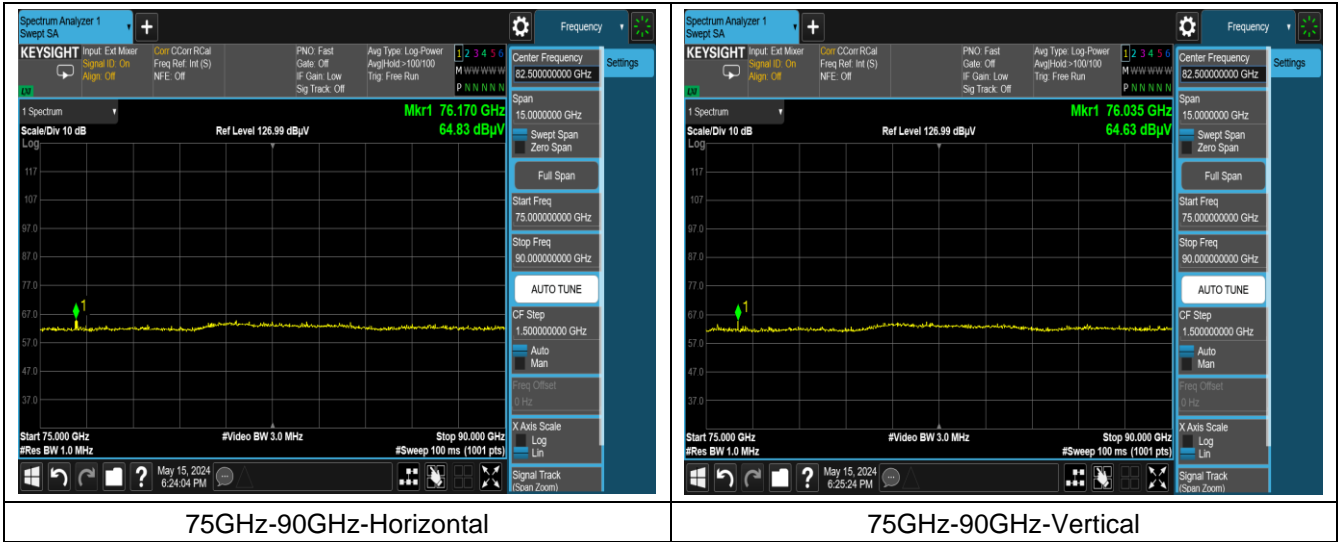 Spectrum Analyzer 1
Swept SA
+
Frequency
KEYSIGHT
Input: Ext Mixer
Signal ID: On
Align: Off
Corr CCorr RCal
Freq Ref: Int (S)
NFE: Off
PNO: Fast
Gate: Off
IF Gain: Low
Sig Track: Off
Avg Type: Log-Power
Avg|Hold:>100/100
Trig: Free Run
1 2 3 4 5 6
M W W W W W
P N N N N N
LXI
Center Frequency
82.500000000 GHz
Settings
1 Spectrum
Mkr1 76.170 GHz
Scale/Div 10 dB
Ref Level 126.99 dBµV
64.83 dBµV
Log
117
107
97.0
87.0
77.0
67.0
57.0
47.0
37.0
1
Start 75.000 GHz
#Video BW 3.0 MHz
Stop 90.000 GHz
#Res BW 1.0 MHz
#Sweep 100 ms (1001 pts)
Span
15.0000000 GHz
Swept Span
Zero Span
Full Span
Start Freq
75.000000000 GHz
Stop Freq
90.000000000 GHz
AUTO TUNE
CF Step
1.500000000 GHz
Auto
Man
Freq Offset
0 Hz
X Axis Scale
Log
Lin
Signal Track
(Span Zoom)
?
May 15, 2024
6:24:04 PM
75GHz-90GHz-Horizontal
Spectrum Analyzer 1
Swept SA
+
Frequency
KEYSIGHT
Input: Ext Mixer
Signal ID: On
Align: Off
Corr CCorr RCal
Freq Ref: Int (S)
NFE: Off
PNO: Fast
Gate: Off
IF Gain: Low
Sig Track: Off
Avg Type: Log-Power
Avg|Hold:>100/100
Trig: Free Run
1 2 3 4 5 6
M W W W W W
P N N N N N
LXI
Center Frequency
82.500000000 GHz
Settings
1 Spectrum
Mkr1 76.035 GHz
Scale/Div 10 dB
Ref Level 126.99 dBµV
64.63 dBµV
Log
117
107
97.0
87.0
77.0
67.0
57.0
47.0
37.0
1
Start 75.000 GHz
#Video BW 3.0 MHz
Stop 90.000 GHz
#Res BW 1.0 MHz
#Sweep 100 ms (1001 pts)
Span
15.0000000 GHz
Swept Span
Zero Span
Full Span
Start Freq
75.000000000 GHz
Stop Freq
90.000000000 GHz
AUTO TUNE
CF Step
1.500000000 GHz
Auto
Man
Freq Offset
0 Hz
X Axis Scale
Log
Lin
Signal Track
(Span Zoom)
?
May 15, 2024
6:25:24 PM
75GHz-90GHz-Vertical